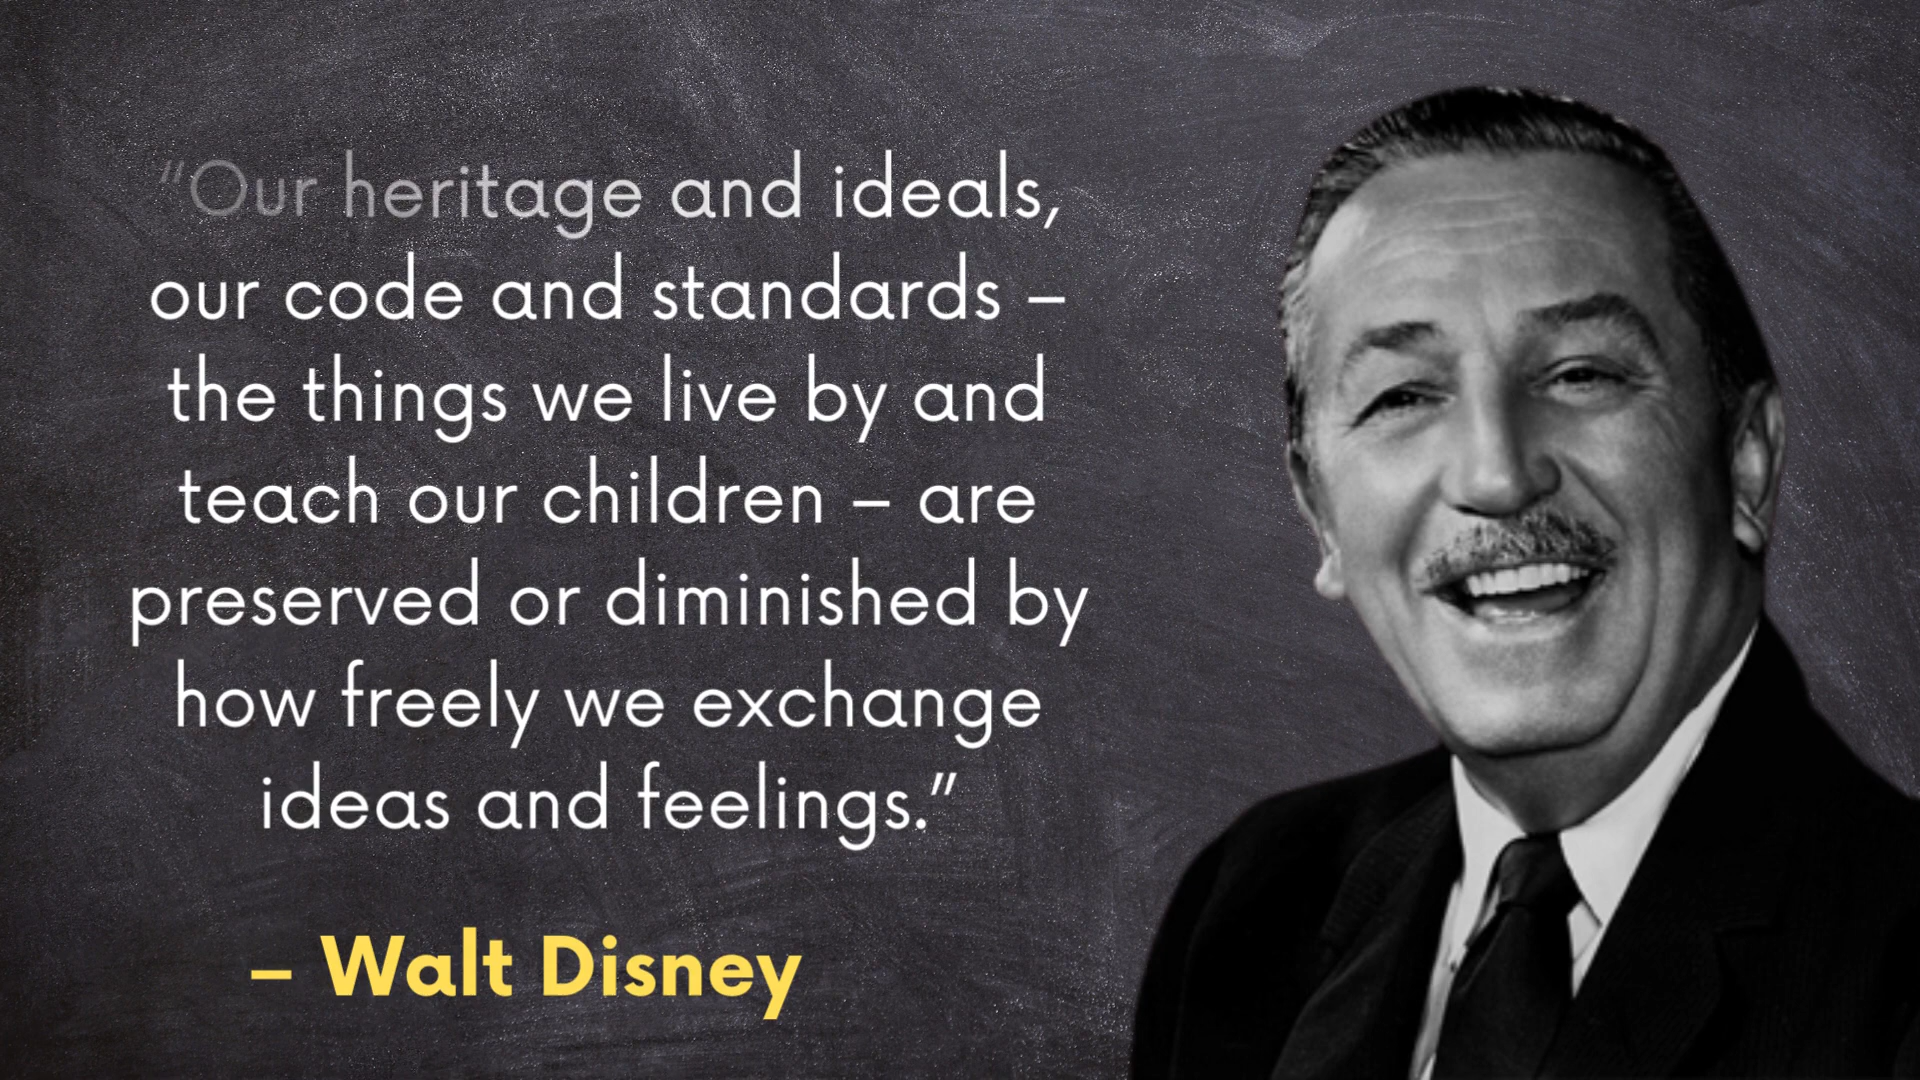 “Our heritage and ideals,
our code and standards –
the things we live by and
teach our children – are
preserved or diminished by
how freely we exchange
ideas and feelings.”
– Walt Disney